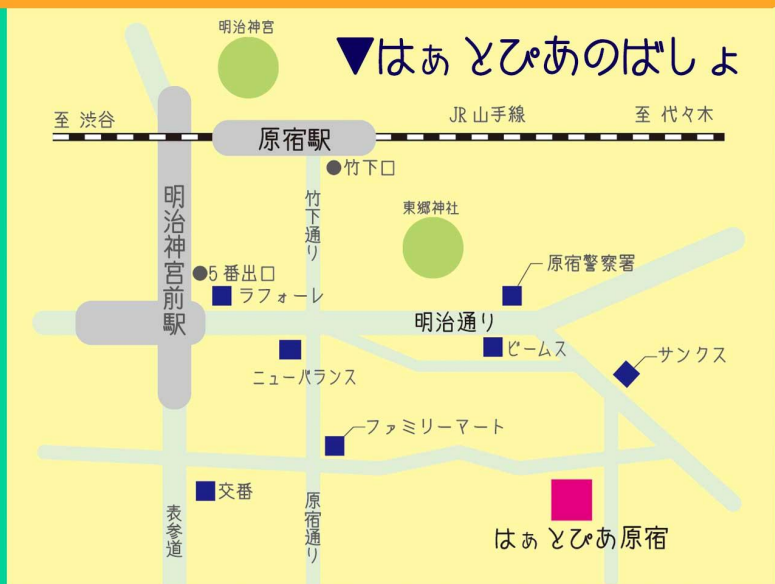 明治神宮
▼はぁとぴあのばしょ
至 渋谷
JR 山手線
至 代々木
原宿駅
竹下口
明治神宮前駅
竹下通り
東郷神社
5番出口
原宿警察署
ラフォーレ
明治通り
ビームス
ニューバランス
サンクス
ファミリーマート
交番
表参道
原宿通り
はぁとぴあ原宿